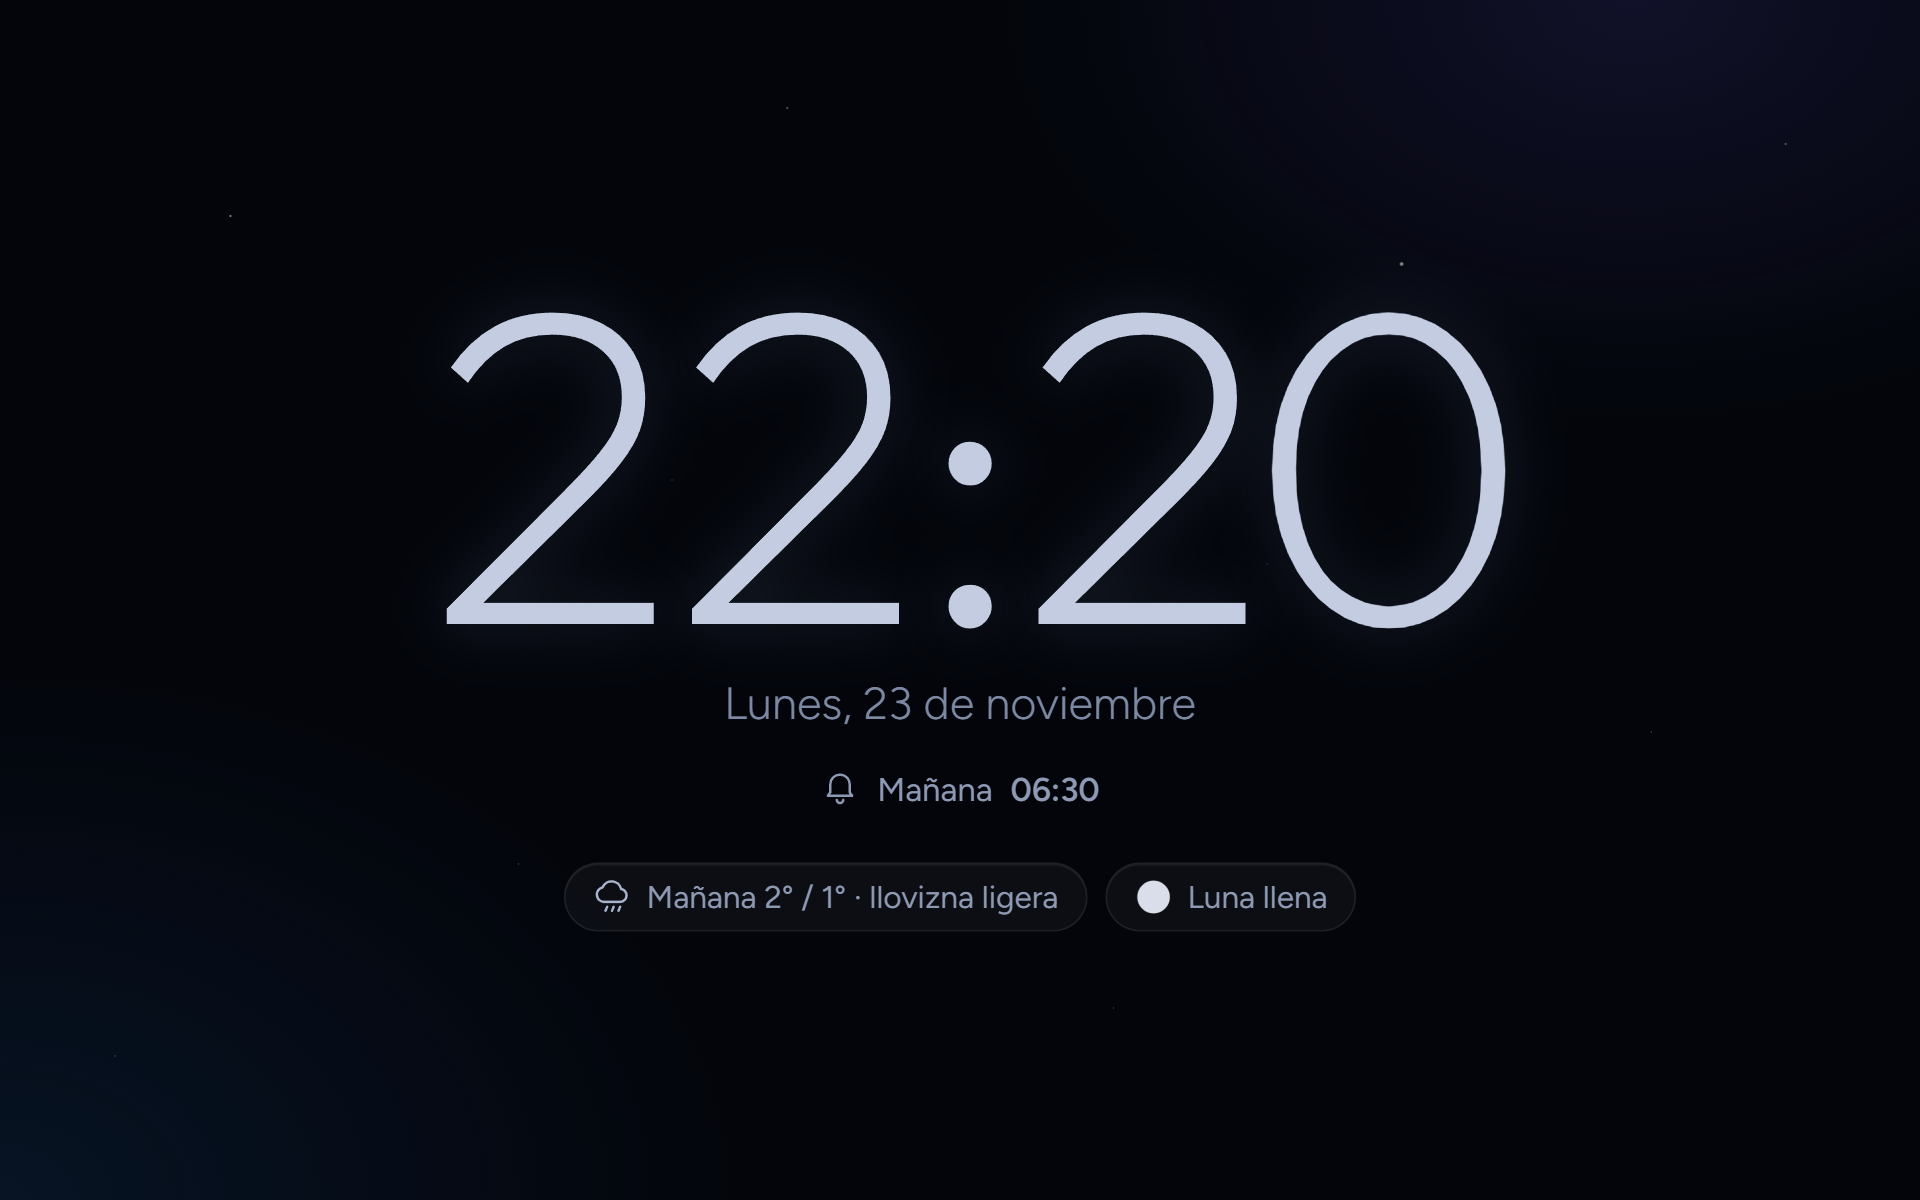 22:20
Lunes, 23 de noviembre
Mañana 06:30
Mañana 2° / 1° · llovizna ligera
Luna llena